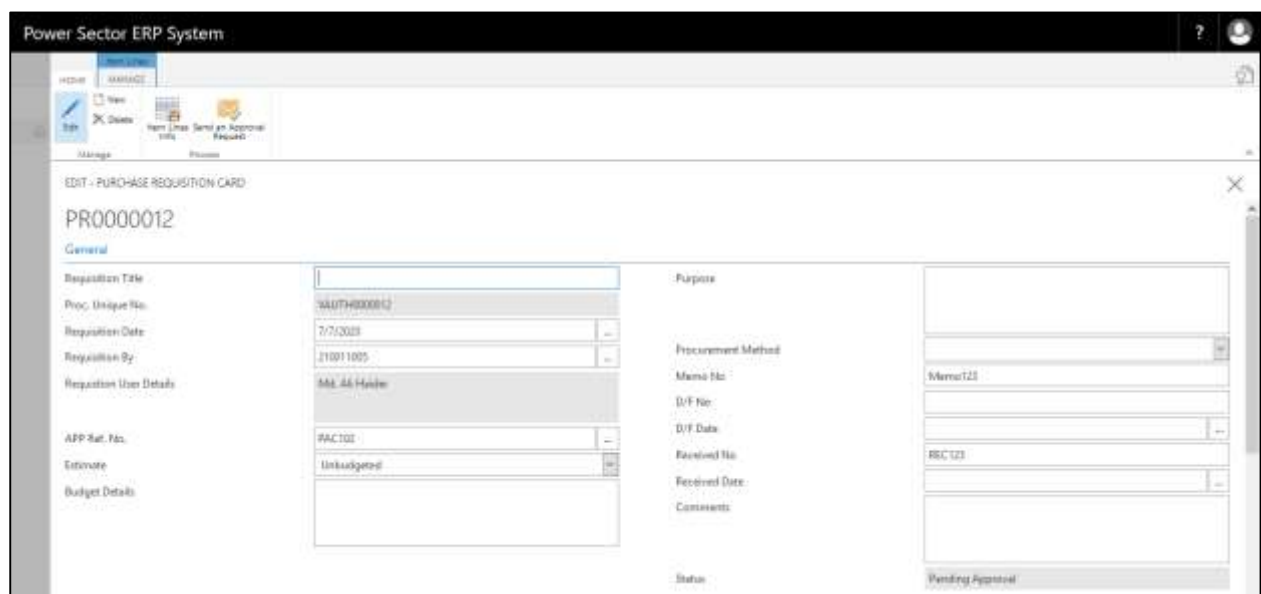 Power Sector ERP System
?
Item Lines
HOME
MANAGE
Edit
New
Delete
Item Lines
Info
Send an Approval
Request
Manage
Process
EDIT - PURCHASE REQUISITION CARD
PR0000012
General
Requisition Title
Proc. Unique No.
VAUTH0000012
Requisition Date
7/7/2020
Requisition By
210011005
Requistion User Details
Md. Ali Haider
APP Ref. No.
PAC102
Estimate
Unbudgeted
Budget Details
Purpose
Procurement Method
Memo No
Memo123
D/F No
D/F Date
Received No
REC123
Received Date
Comments
Status
Pending Approval